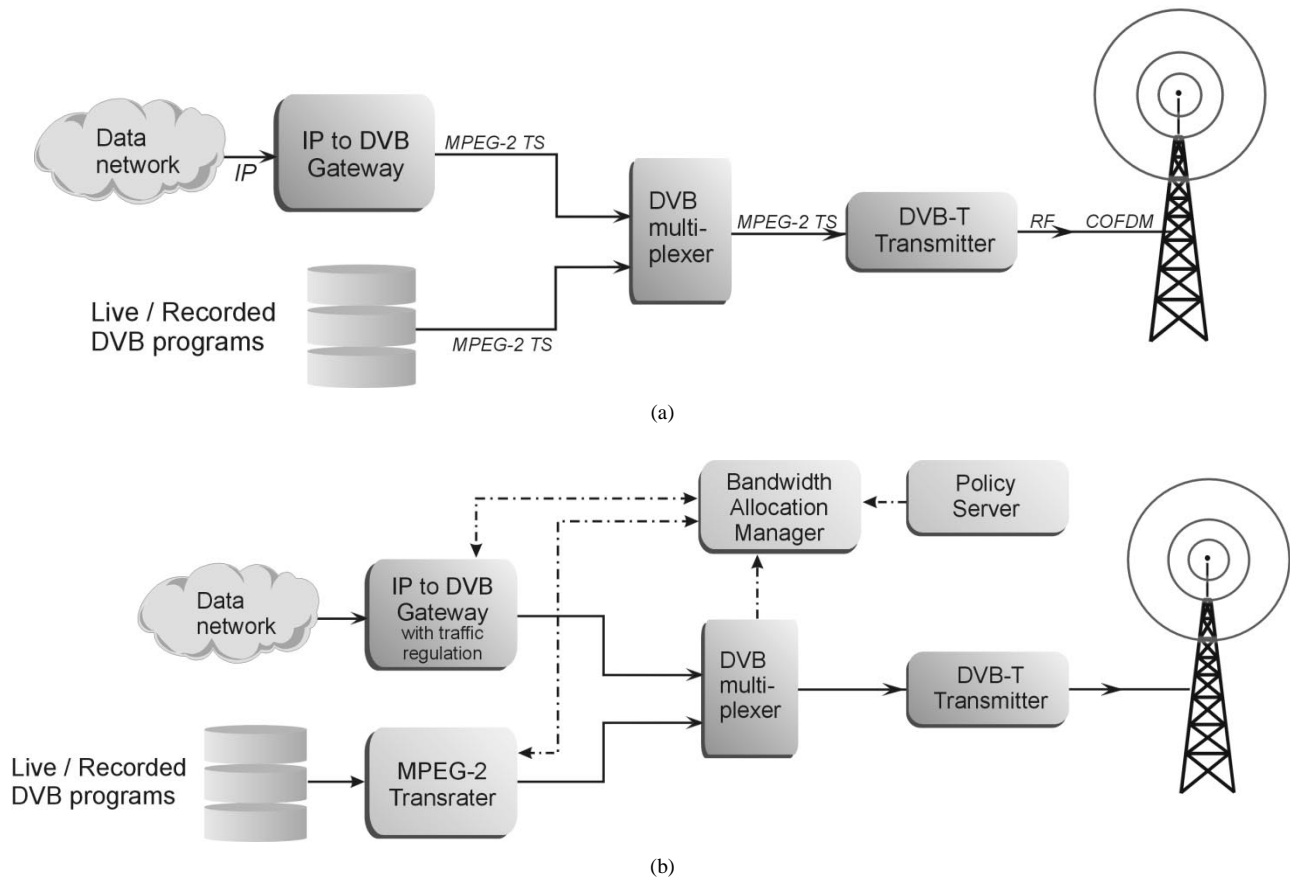 Data
network
IP
IP to DVB
Gateway
MPEG-2 TS
Live / Recorded
DVB programs
MPEG-2 TS
DVB
multi-
plexer
MPEG-2 TS
DVB-T
Transmitter
RF
COFDM
(a)
Bandwidth
Allocation
Manager
Policy
Server
Data
network
IP to DVB
Gateway
with traffic
regulation
Live / Recorded
DVB programs
MPEG-2
Transrater
DVB
multi-
plexer
DVB-T
Transmitter
(b)